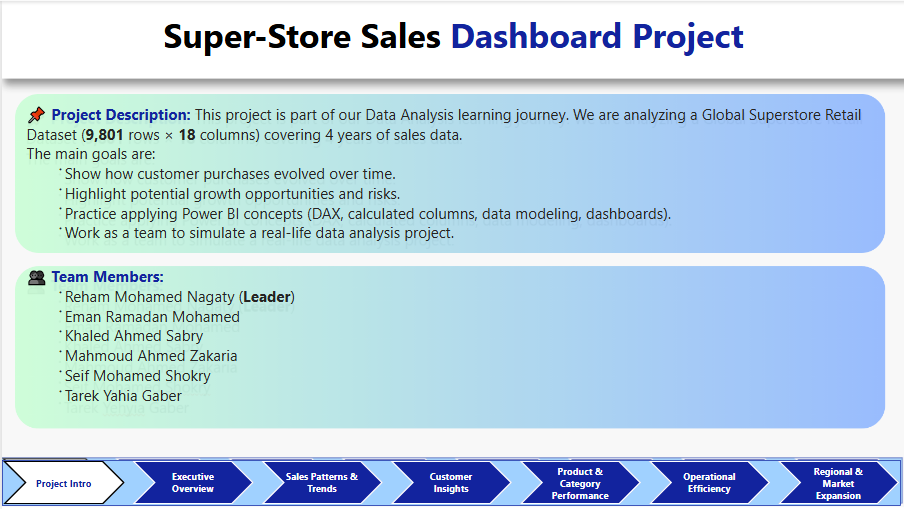 Super-Store Sales Dashboard Project
📌 Project Description: This project is part of our Data Analysis learning journey. We are analyzing a Global Superstore Retail
Dataset (9,801 rows × 18 columns) covering 4 years of sales data.
The main goals are:
• Show how customer purchases evolved over time.
• Highlight potential growth opportunities and risks.
• Practice applying Power BI concepts (DAX, calculated columns, data modeling, dashboards).
• Work as a team to simulate a real-life data analysis project.
👥 Team Members:
• Reham Mohamed Nagaty (Leader)
• Eman Ramadan Mohamed
• Khaled Ahmed Sabry
• Mahmoud Ahmed Zakaria
• Seif Mohamed Shokry
• Tarek Yahia Gaber
Project Intro
Executive
Overview
Sales Patterns &
Trends
Customer
Insights
Product &
Category
Performance
Operational
Efficiency
Regional &
Market
Expansion